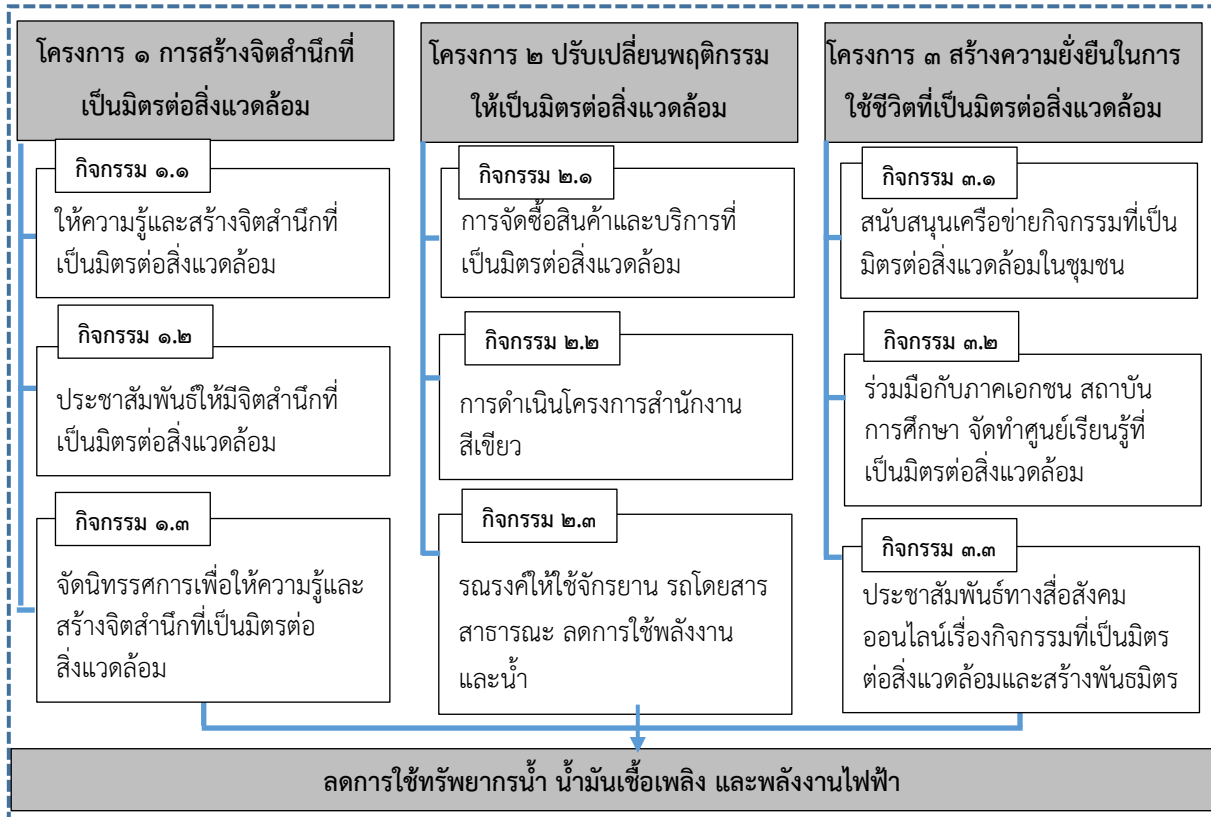 โครงการ ๑ การสร้างจิตสำนึกที่
เป็นมิตรต่อสิ่งแวดล้อม
กิจกรรม ๑.๑
ให้ความรู้และสร้างจิตสำนึกที่
เป็นมิตรต่อสิ่งแวดล้อม
กิจกรรม ๑.๒
ประชาสัมพันธ์ให้มีจิตสำนึกที่
เป็นมิตรต่อสิ่งแวดล้อม
กิจกรรม ๑.๓
จัดนิทรรศการเพื่อให้ความรู้และ
สร้างจิตสำนึกที่เป็นมิตรต่อ
สิ่งแวดล้อม
โครงการ ๒ ปรับเปลี่ยนพฤติกรรม
ให้เป็นมิตรต่อสิ่งแวดล้อม
กิจกรรม ๒.๑
การจัดซื้อสินค้าและบริการที่
เป็นมิตรต่อสิ่งแวดล้อม
กิจกรรม ๒.๒
การดำเนินโครงการสำนักงาน
สีเขียว
กิจกรรม ๒.๓
รณรงค์ให้ใช้จักรยาน รถโดยสาร
สาธารณะ ลดการใช้พลังงาน
และน้ำ
โครงการ ๓ สร้างความยั่งยืนในการ
ใช้ชีวิตที่เป็นมิตรต่อสิ่งแวดล้อม
กิจกรรม ๓.๑
สนับสนุนเครือข่ายกิจกรรมที่เป็น
มิตรต่อสิ่งแวดล้อมในชุมชน
กิจกรรม ๓.๒
ร่วมมือกับภาคเอกชน สถาบัน
การศึกษา จัดทำศูนย์เรียนรู้ที่
เป็นมิตรต่อสิ่งแวดล้อม
กิจกรรม ๓.๓
ประชาสัมพันธ์ทางสื่อสังคม
ออนไลน์เรื่องกิจกรรมที่เป็นมิตร
ต่อสิ่งแวดล้อมและสร้างพันธมิตร
ลดการใช้ทรัพยากรน้ำ น้ำมันเชื้อเพลิง และพลังงานไฟฟ้า